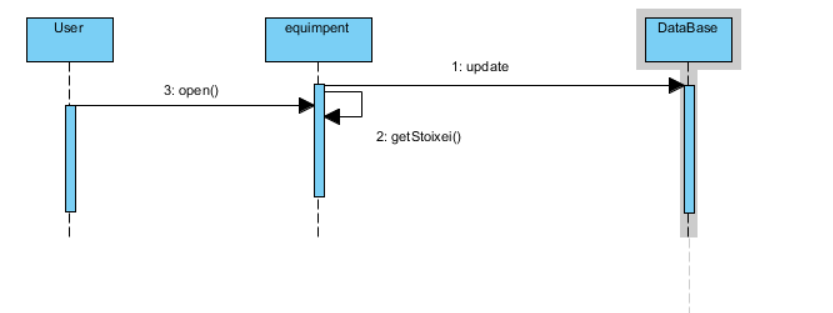 User
equimpent
DataBase
1: update
3: open()
2: getStoixei()